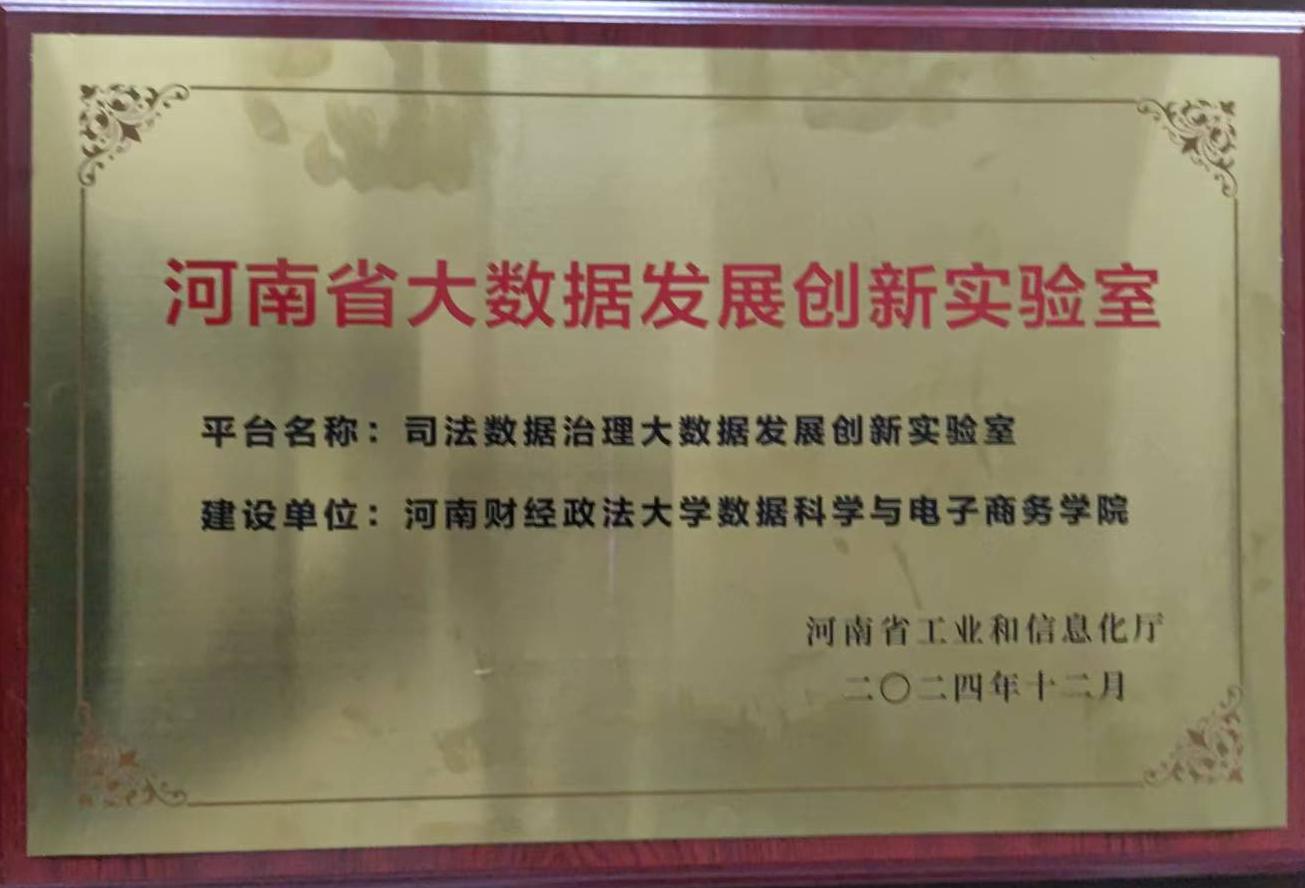 河南省大数据发展创新实验室
平台名称：司法数据治理大数据发展创新实验室
建设单位：河南财经政法大学数据科学与电子商务学院
河南省工业和信息化厅
二〇二四年十二月